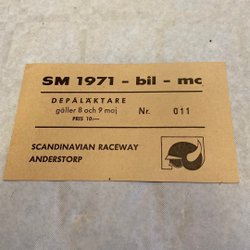 SM 1971 - bil - mc
DEPÅLÄKTARE
gäller 8 och 9 maj Nr. 011
PRIS 10:—
SCANDINAVIAN RACEWAY
ANDERSTORP